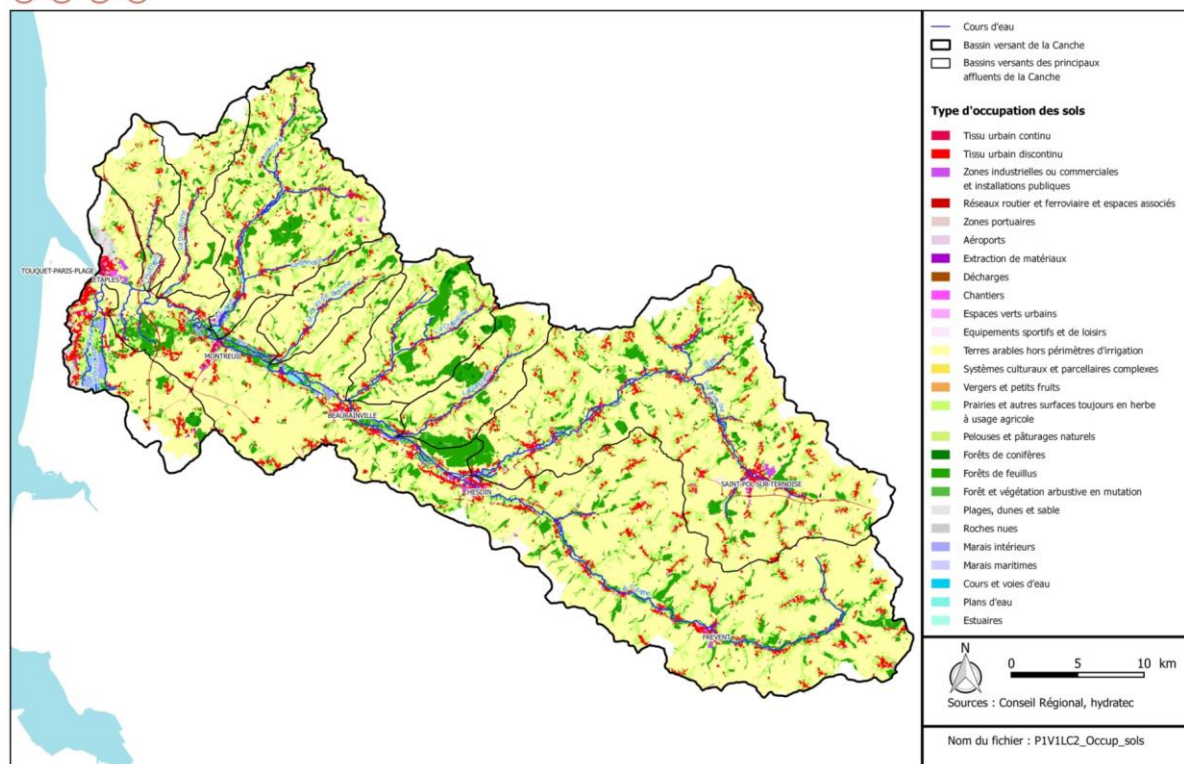 Cours d'eau
Bassin versant de la Canche
Bassins versants des principaux
affluents de la Canche
Type d'occupation des sols
Tissu urbain continu
Tissu urbain discontinu
Zones industrielles ou commerciales
et installations publiques
Réseaux routier et ferroviaire et espaces associés
Zones portuaires
Aéroports
Extraction de matériaux
Décharges
Chantiers
Espaces verts urbains
Equipements sportifs et de loisirs
Terres arables hors périmètres d'irrigation
Systèmes culturaux et parcellaires complexes
Vergers et petits fruits
Prairies et autres surfaces toujours en herbe
à usage agricole
Pelouses et pâturages naturels
Forêts de conifères
Forêts de feuillus
Forêt et végétation arbustive en mutation
Plages, dunes et sable
Roches nues
Marais intérieurs
Marais maritimes
Cours et voies d'eau
Plans d'eau
Estuaires
N
0 5 10 km
Sources : Conseil Régional, hydratec
Nom du fichier : P1V1LC2_Occup_sols
TOUQUET-PARIS-PLAGE
ETAPLES
MONTREUIL
BEAURAINVILLE
HESDIN
SAINT-POL-SUR-TERNOISE
FREVENT